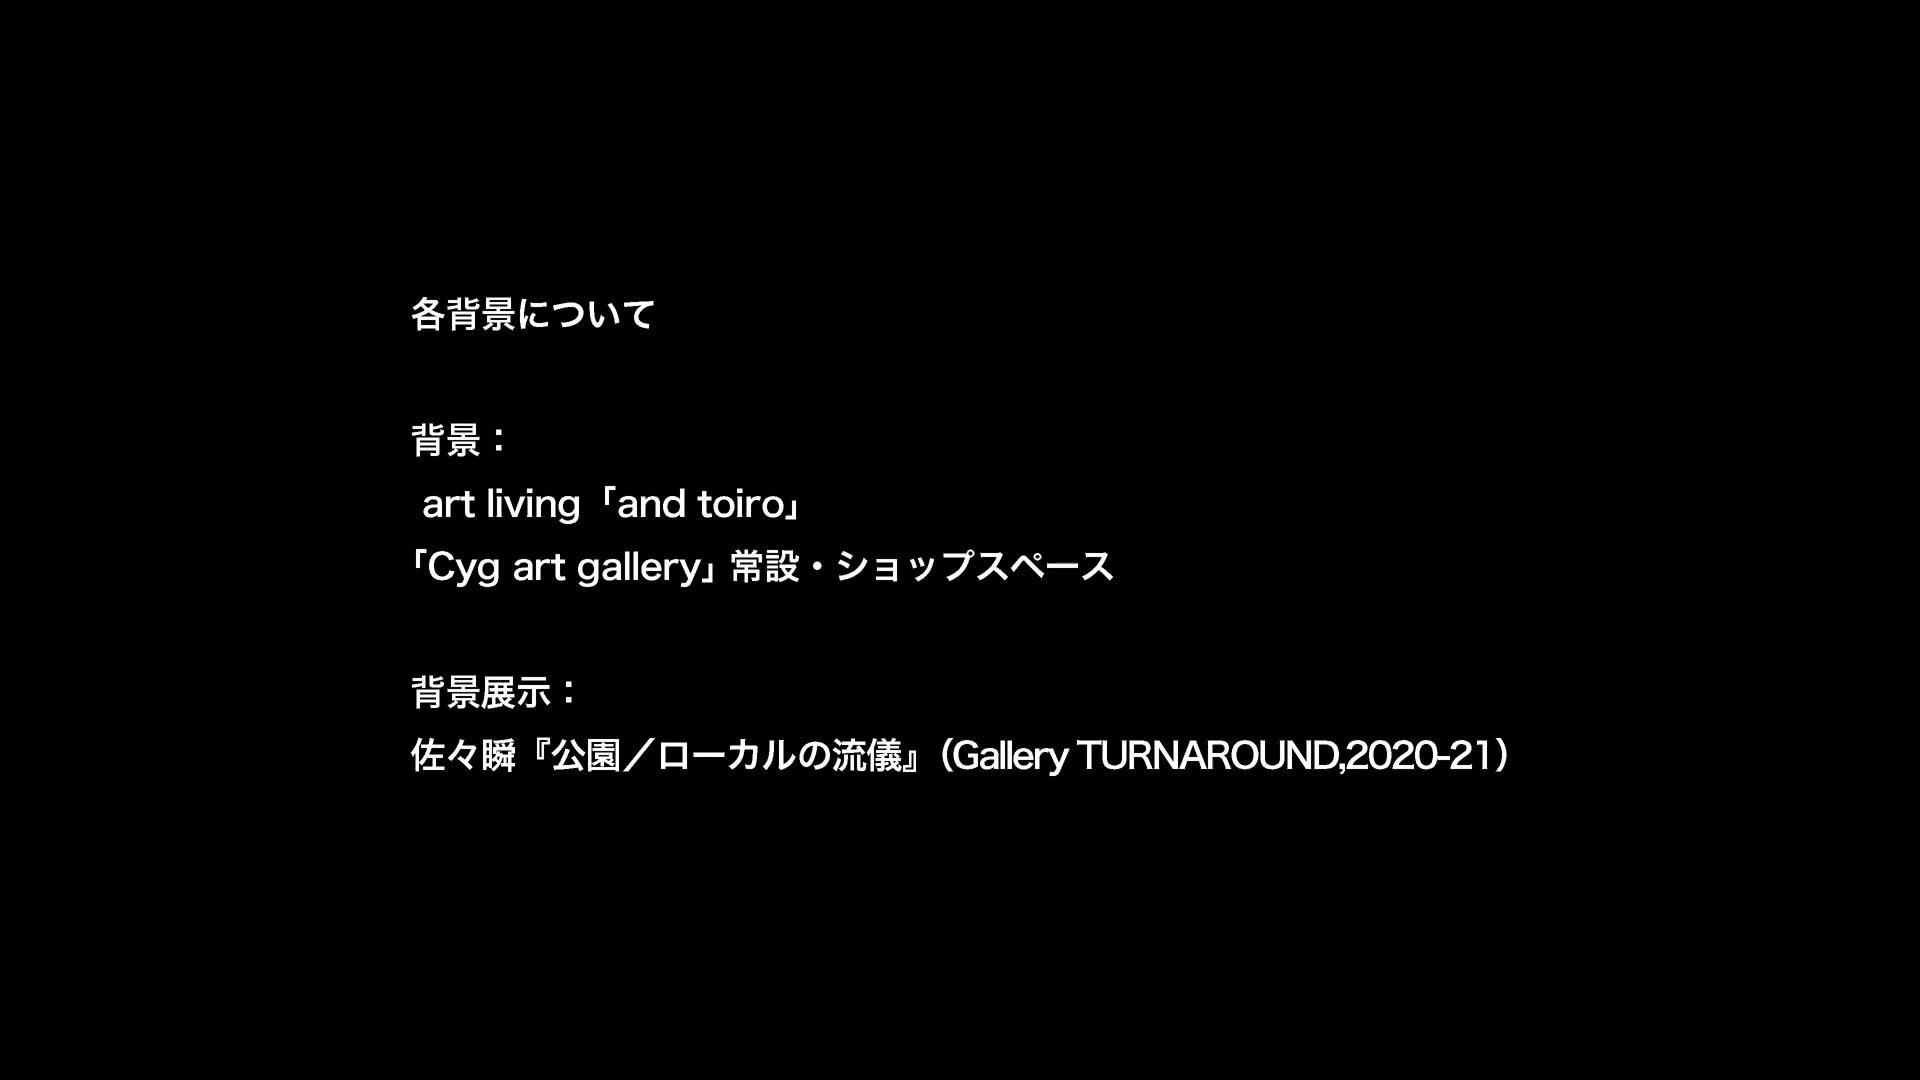 各背景について
背景：
art living「and toiro」
「Cyg art gallery」常設・ショップスペース
背景展示：
佐々瞬『公園／ローカルの流儀』（Gallery TURNAROUND,2020-21）